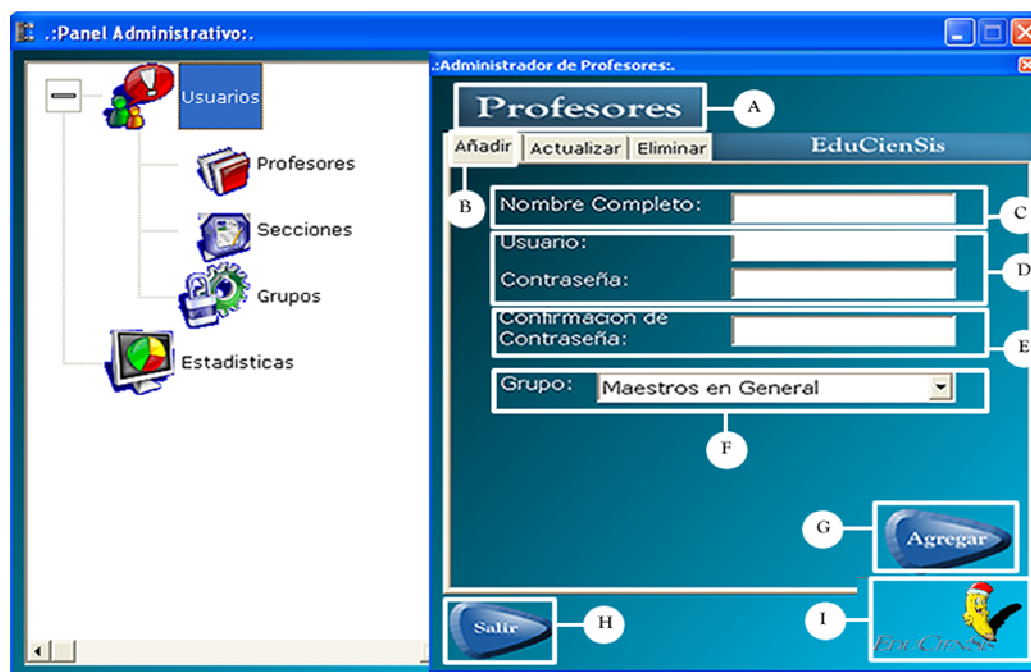 .:Panel Administrativo:.
Usuarios
Profesores
Secciones
Grupos
Estadisticas
.:Administrador de Profesores:.
Profesores
A
Añadir
Actualizar
Eliminar
EduCienSis
B
Nombre Completo:
C
Usuario:
Contraseña:
D
Confirmación de
Contraseña:
E
Grupo:
Maestros en General
F
G
Agregar
H
Salir
I
EDUCIENSIS